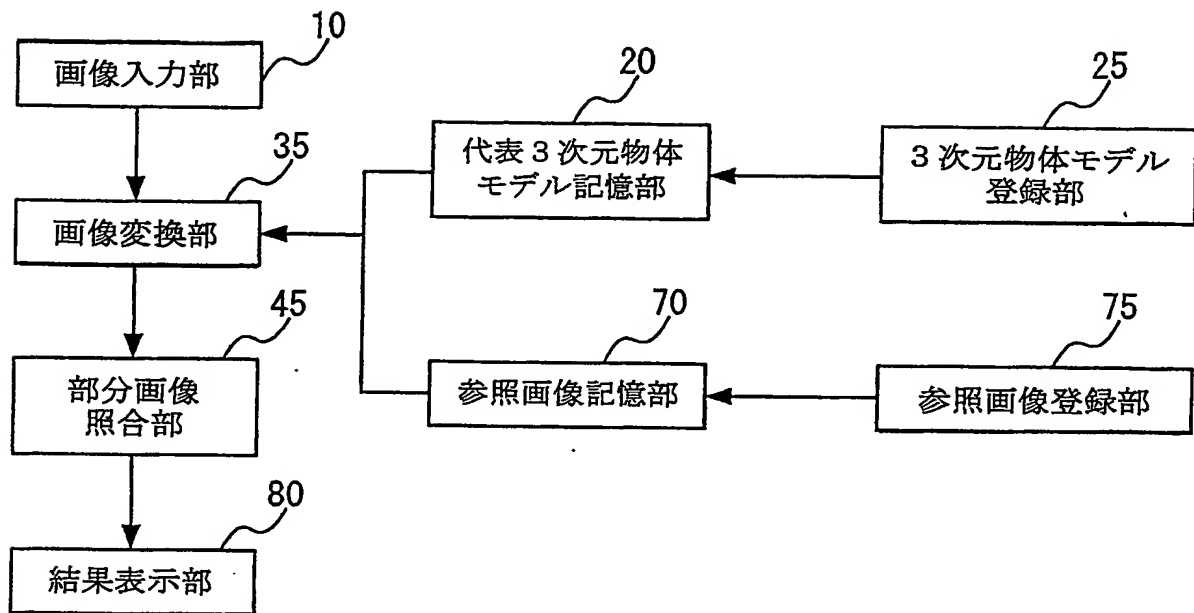 10
画像入力部
20
25
35
代表３次元物体
モデル記憶部
３次元物体モデル
登録部
画像変換部
45
70
75
部分画像
照合部
参照画像記憶部
参照画像登録部
80
結果表示部